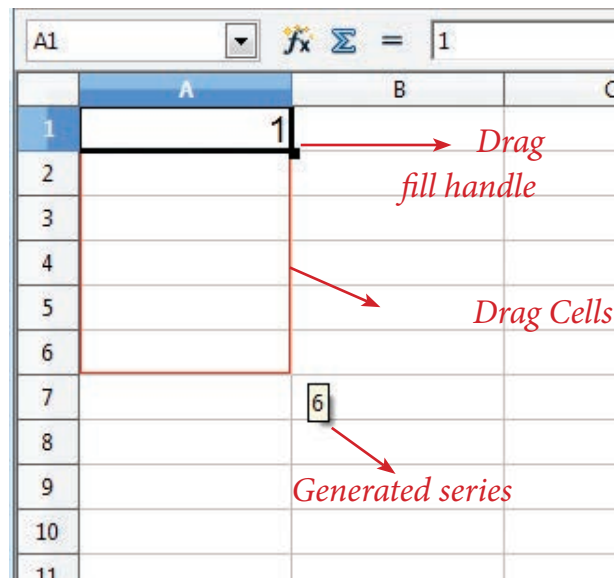 A1 fx Σ = 1
A B C
1 1
Drag
2
fill handle
3
4
5
Drag Cells
6
7
6
8
9
Generated series
10
11